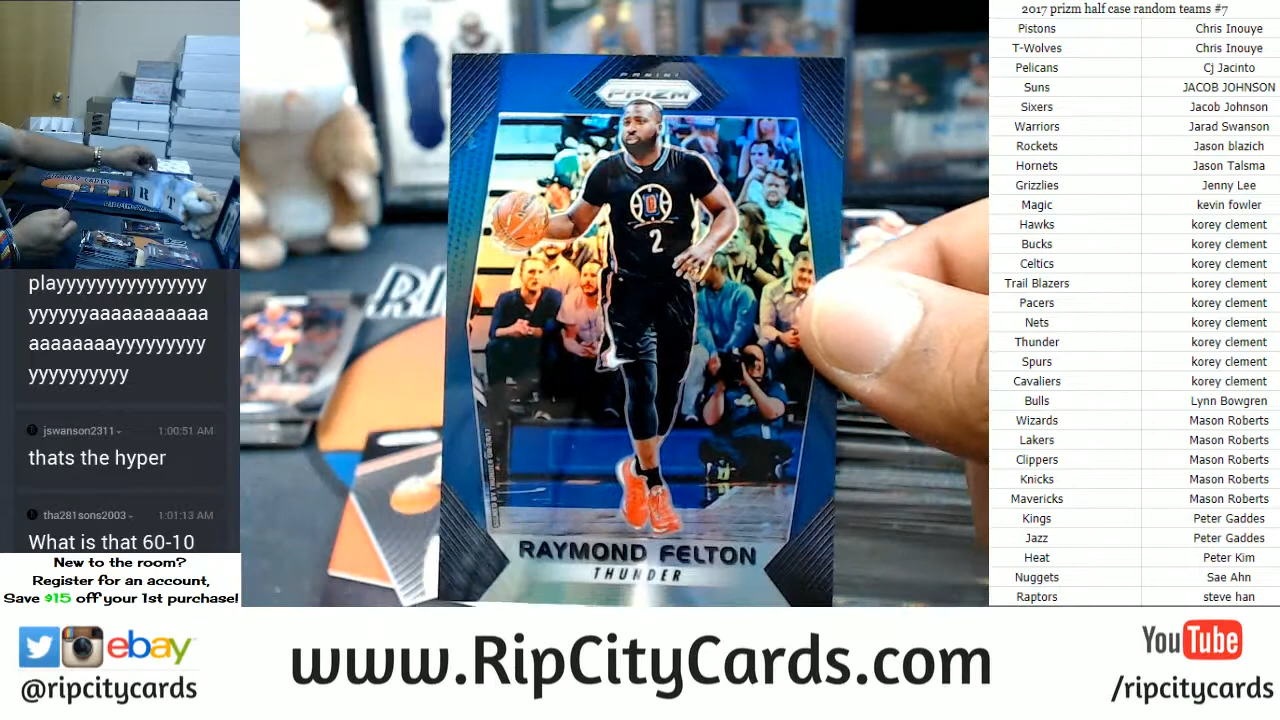 playyyyyyyyyyyyyyyy
yyyyyyaaaaaaaaaaa
aaaaaaaayyyyyyyyy
yyyyyyyyyy
jswanson2311
1:00:51 AM
thats the hyper
tha281sons2003
1:01:13 AM
What is that 60-10
New to the room?
Register for an account,
Save $15 off your 1st purchase!
PANINI
PRIZM
2
RAYMOND FELTON
THUNDER
2017 prizm half case random teams #7
Pistons Chris Inouye
T-Wolves Chris Inouye
Pelicans Cj Jacinto
Suns JACOB JOHNSON
Sixers Jacob Johnson
Warriors Jarad Swanson
Rockets Jason blazich
Hornets Jason Talsma
Grizzlies Jenny Lee
Magic kevin fowler
Hawks korey clement
Bucks korey clement
Celtics korey clement
Trail Blazers korey clement
Pacers korey clement
Nets korey clement
Thunder korey clement
Spurs korey clement
Cavaliers korey clement
Bulls Lynn Bowgren
Wizards Mason Roberts
Lakers Mason Roberts
Clippers Mason Roberts
Knicks Mason Roberts
Mavericks Mason Roberts
Kings Peter Gaddes
Jazz Peter Gaddes
Heat Peter Kim
Nuggets Sae Ahn
Raptors steve han
ebay
@ripcitycards
www.RipCityCards.com
YouTube
/ripcitycards